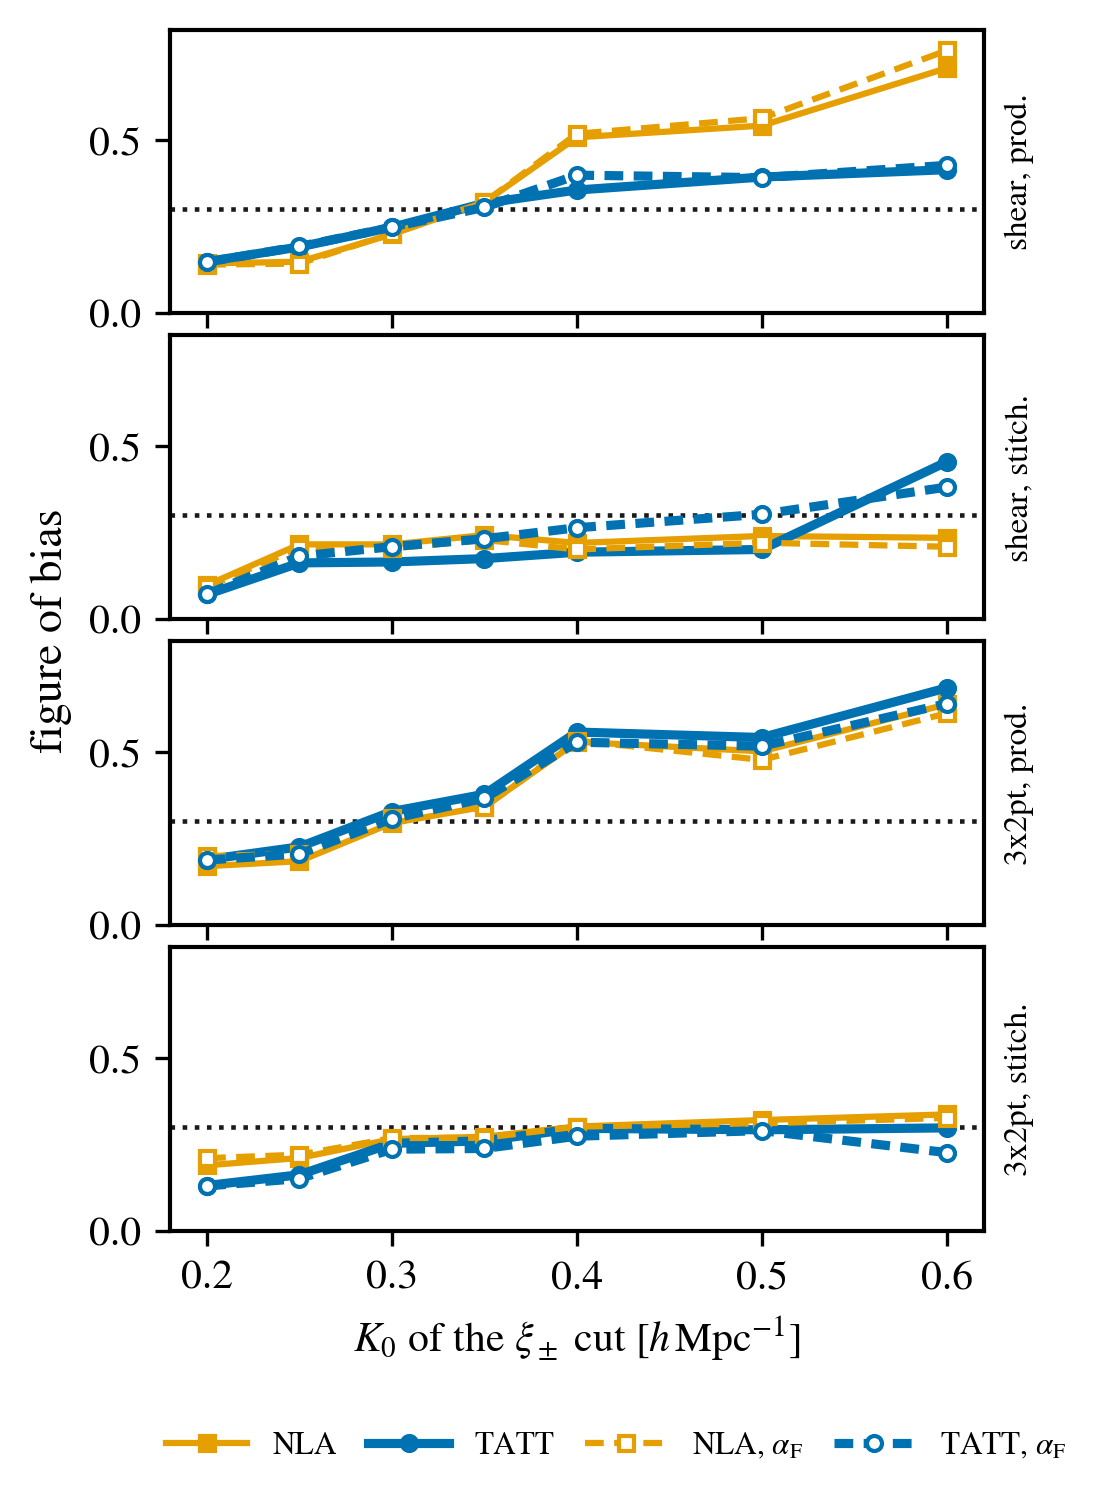 figure of bias
0.5
0.0
shear, prod.
0.5
0.0
shear, stitch.
0.5
0.0
3x2pt, prod.
0.5
0.0
3x2pt, stitch.
0.2 0.3 0.4 0.5 0.6
K₀ of the ξ± cut [h Mpc⁻¹]
NLA TATT NLA, α_F TATT, α_F